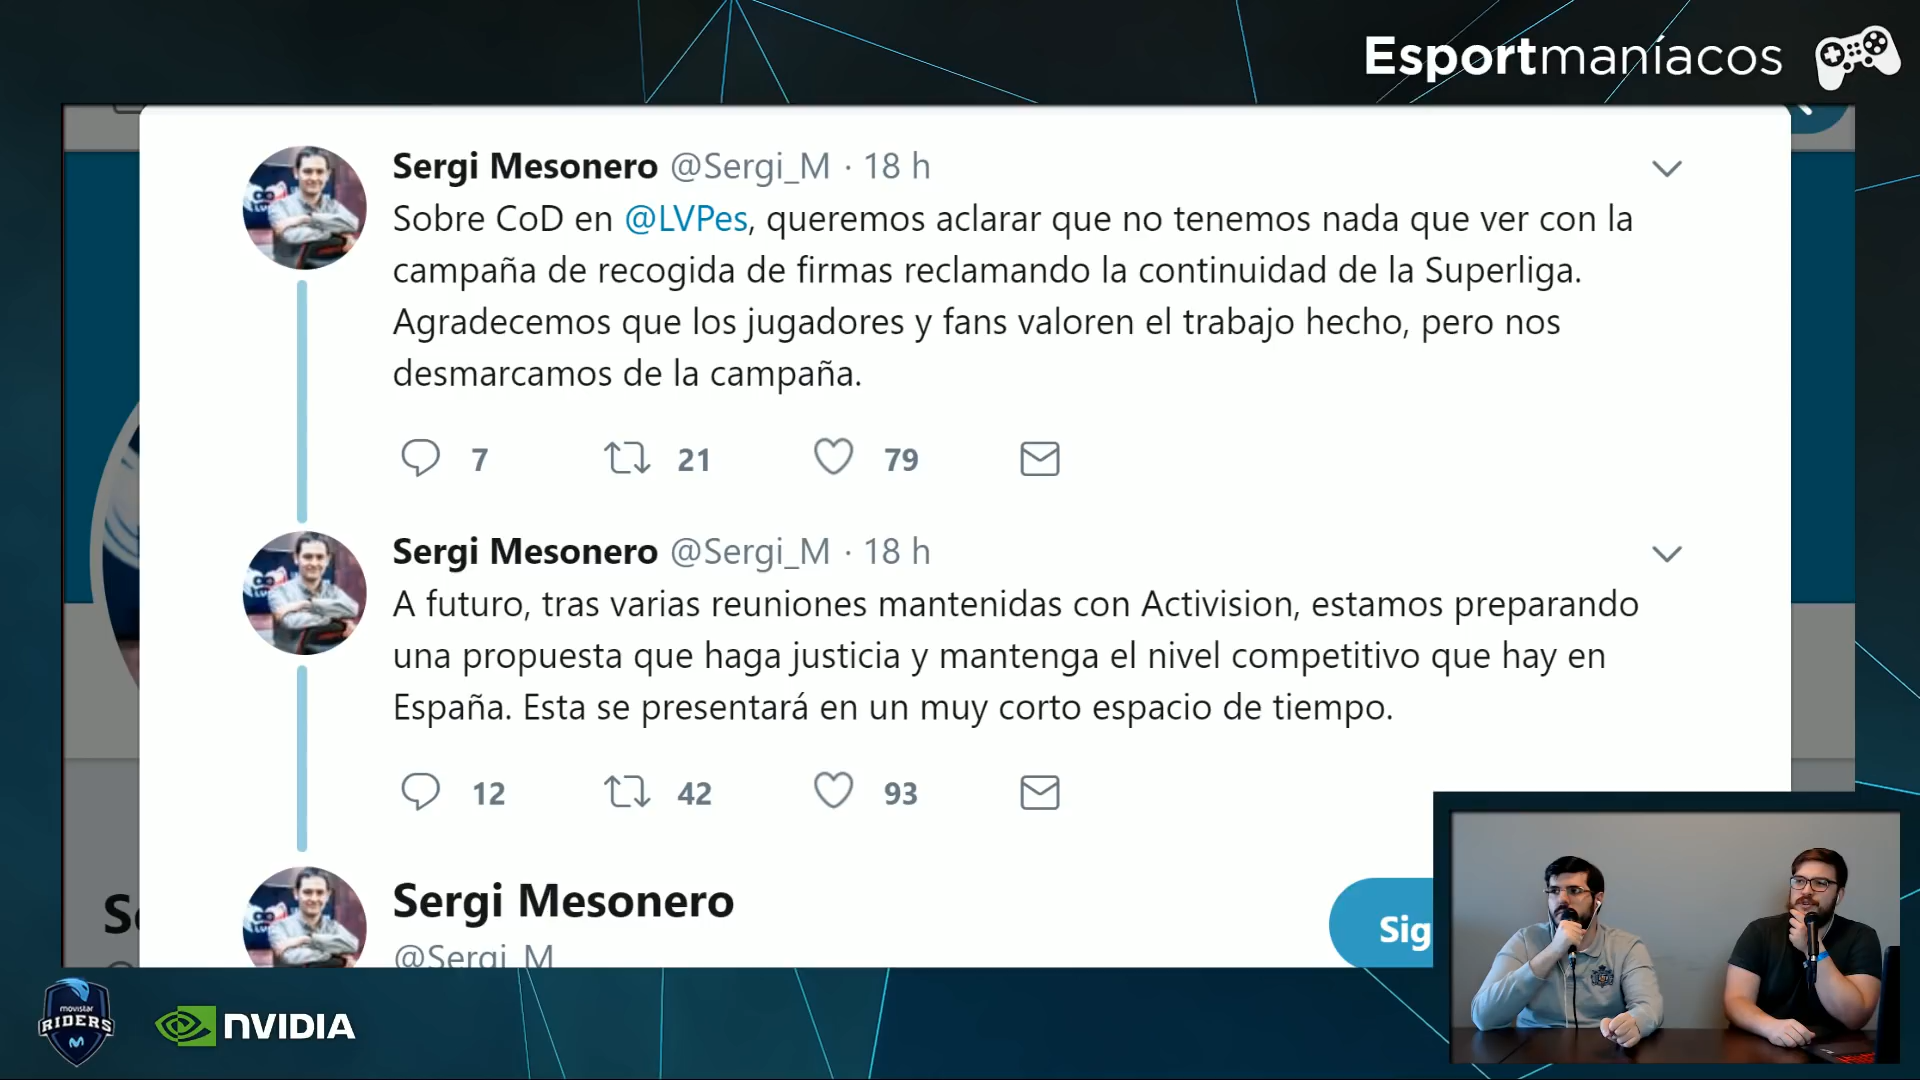 Esportmaníacos
Sergi Mesonero @Sergi_M · 18 h
Sobre CoD en @LVPes, queremos aclarar que no tenemos nada que ver con la
campaña de recogida de firmas reclamando la continuidad de la Superliga.
Agradecemos que los jugadores y fans valoren el trabajo hecho, pero nos
desmarcamos de la campaña.
7 21 79
Sergi Mesonero @Sergi_M · 18 h
A futuro, tras varias reuniones mantenidas con Activision, estamos preparando
una propuesta que haga justicia y mantenga el nivel competitivo que hay en
España. Esta se presentará en un muy corto espacio de tiempo.
12 42 93
Se
Sergi Mesonero
@Sergi_M
Sig
movistar
RIDERS
NVIDIA